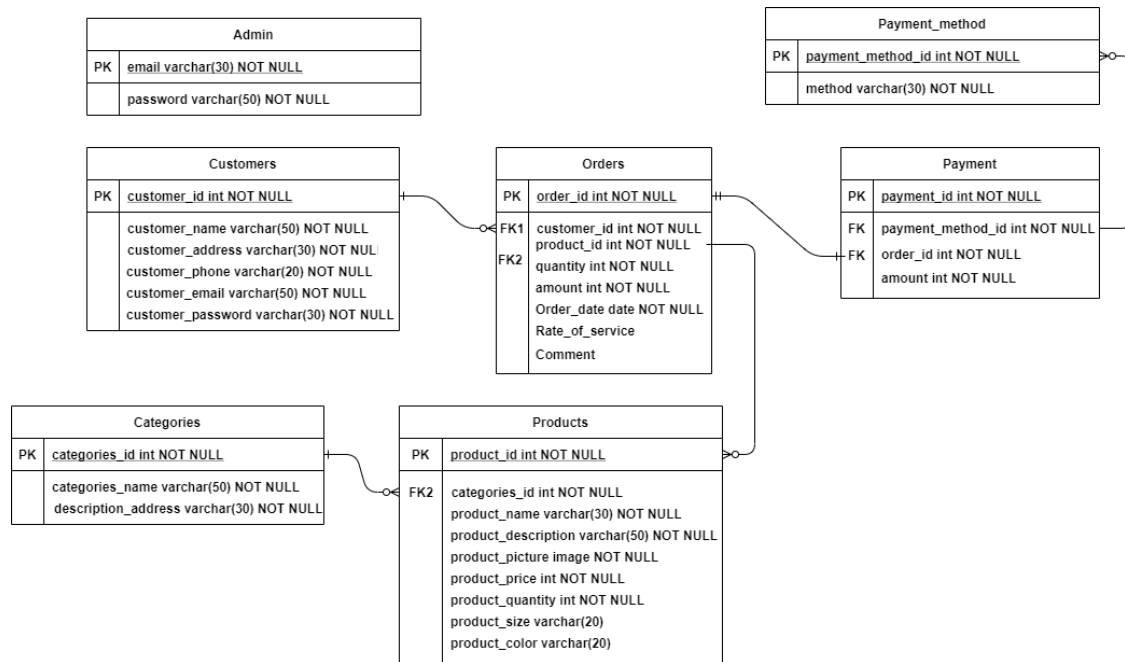 Admin
PK email varchar(30) NOT NULL
password varchar(50) NOT NULL
Payment_method
PK payment_method_id int NOT NULL
method varchar(30) NOT NULL
Customers
PK customer_id int NOT NULL
customer_name varchar(50) NOT NULL
customer_address varchar(30) NOT NUL
customer_phone varchar(20) NOT NULL
customer_email varchar(50) NOT NULL
customer_password varchar(30) NOT NULL
Orders
PK order_id int NOT NULL
FK1 customer_id int NOT NULL
product_id int NOT NULL
FK2
quantity int NOT NULL
amount int NOT NULL
Order_date date NOT NULL
Rate_of_service
Comment
Payment
PK payment_id int NOT NULL
FK payment_method_id int NOT NULL
FK order_id int NOT NULL
amount int NOT NULL
Categories
PK categories_id int NOT NULL
categories_name varchar(50) NOT NULL
description_address varchar(30) NOT NULL
Products
PK product_id int NOT NULL
FK2 categories_id int NOT NULL
product_name varchar(30) NOT NULL
product_description varchar(50) NOT NULL
product_picture image NOT NULL
product_price int NOT NULL
product_quantity int NOT NULL
product_size varchar(20)
product_color varchar(20)